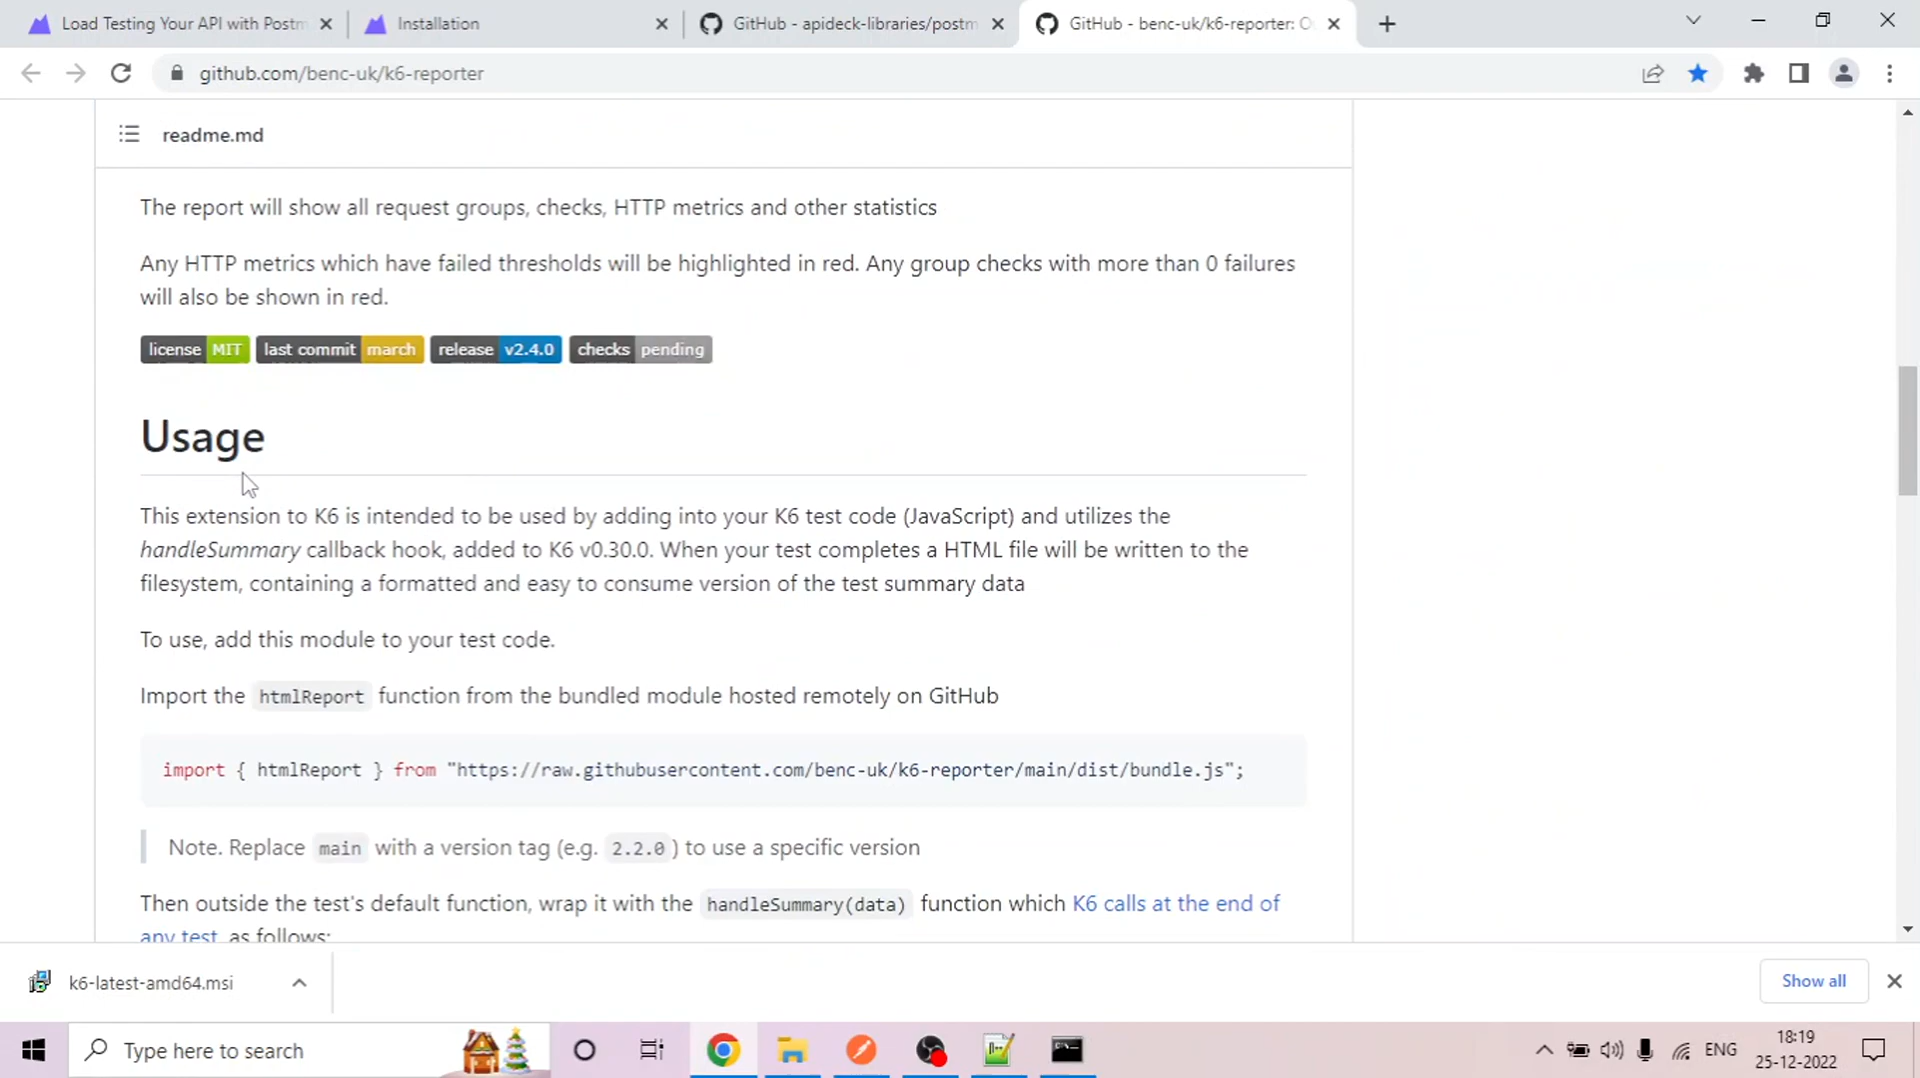 Load Testing Your API with Postm
Installation
GitHub - apideck-libraries/postm
GitHub - benc-uk/k6-reporter: O
github.com/benc-uk/k6-reporter
readme.md
The report will show all request groups, checks, HTTP metrics and other statistics
Any HTTP metrics which have failed thresholds will be highlighted in red. Any group checks with more than 0 failures
will also be shown in red.
license MIT last commit march release v2.4.0 checks pending
Usage
This extension to K6 is intended to be used by adding into your K6 test code (JavaScript) and utilizes the
handleSummary callback hook, added to K6 v0.30.0. When your test completes a HTML file will be written to the
filesystem, containing a formatted and easy to consume version of the test summary data
To use, add this module to your test code.
Import the htmlReport function from the bundled module hosted remotely on GitHub
import { htmlReport } from "https://raw.githubusercontent.com/benc-uk/k6-reporter/main/dist/bundle.js";
Note. Replace main with a version tag (e.g. 2.2.0 ) to use a specific version
Then outside the test's default function, wrap it with the handleSummary(data) function which K6 calls at the end of
any test, as follows:
k6-latest-amd64.msi
Show all
Type here to search
ENG
18:19
25-12-2022